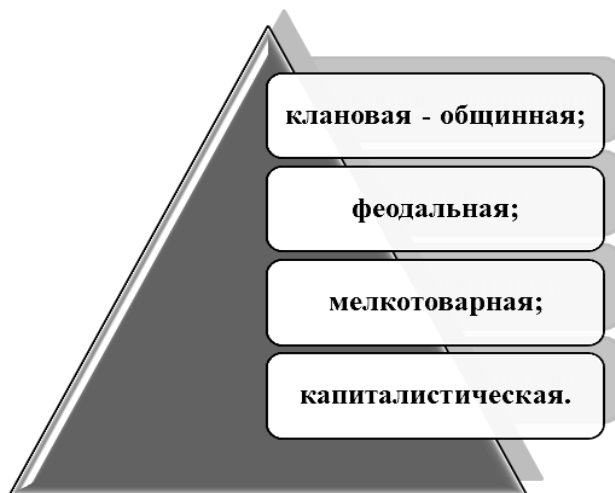 клановая - общинная;
феодальная;
мелкотоварная;
капиталистическая.